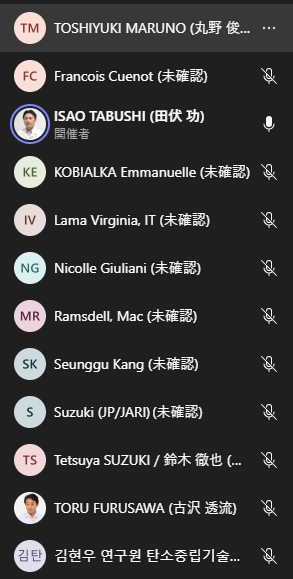 TM TOSHIYUKI MARUNO (丸野 俊...
FC Francois Cuenot (未確認)
ISAO TABUSHI (田伏 功)
開催者
KE KOBIALKA Emmanuelle (未確認)
IV Lama Virginia, IT (未確認)
NG Nicolle Giuliani (未確認)
MR Ramsdell, Mac (未確認)
SK Seunggu Kang (未確認)
S Suzuki (JP/JARI) (未確認)
TS Tetsuya SUZUKI / 鈴木 徹也 (...
TORU FURUSAWA (古沢 透流)
김탄 김현우 연구원 탄소중립기술...